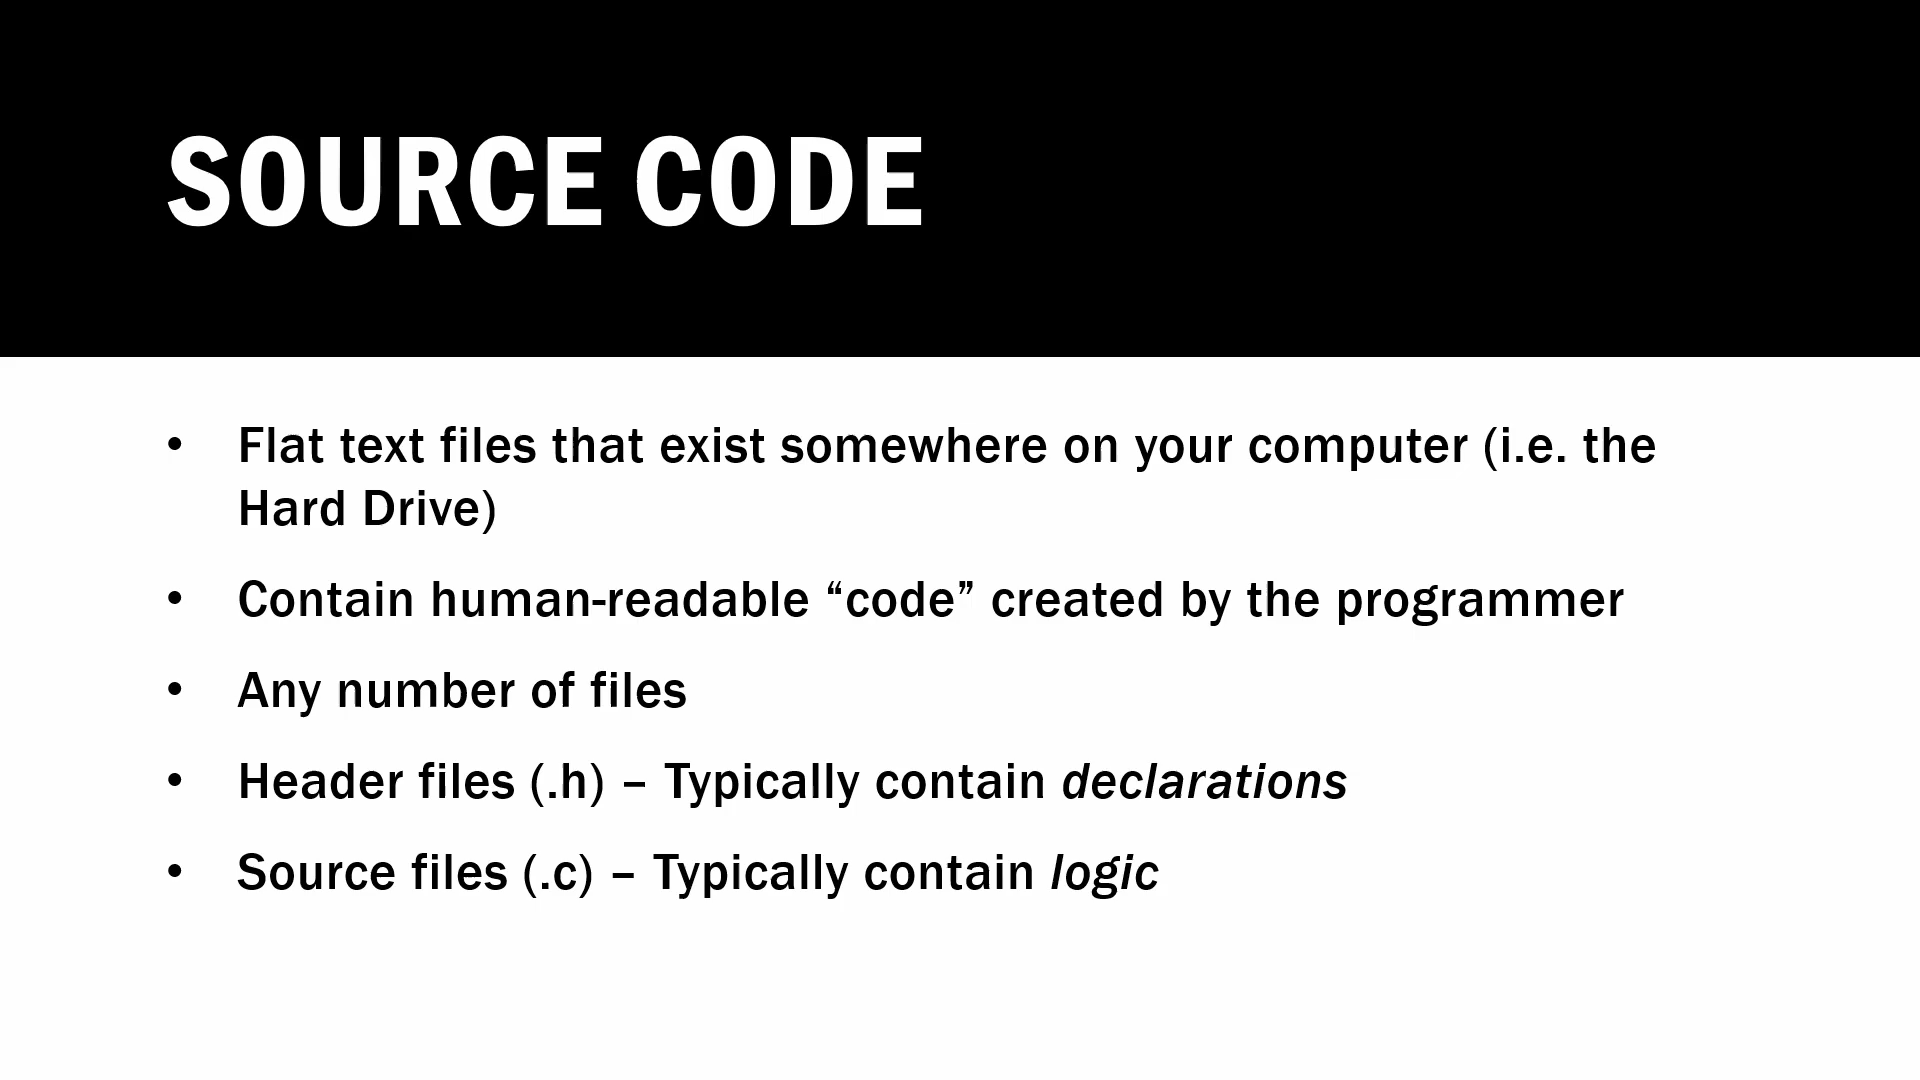 SOURCE CODE
• Flat text files that exist somewhere on your computer (i.e. the
Hard Drive)
• Contain human-readable “code” created by the programmer
• Any number of files
• Header files (.h) – Typically contain declarations
• Source files (.c) – Typically contain logic